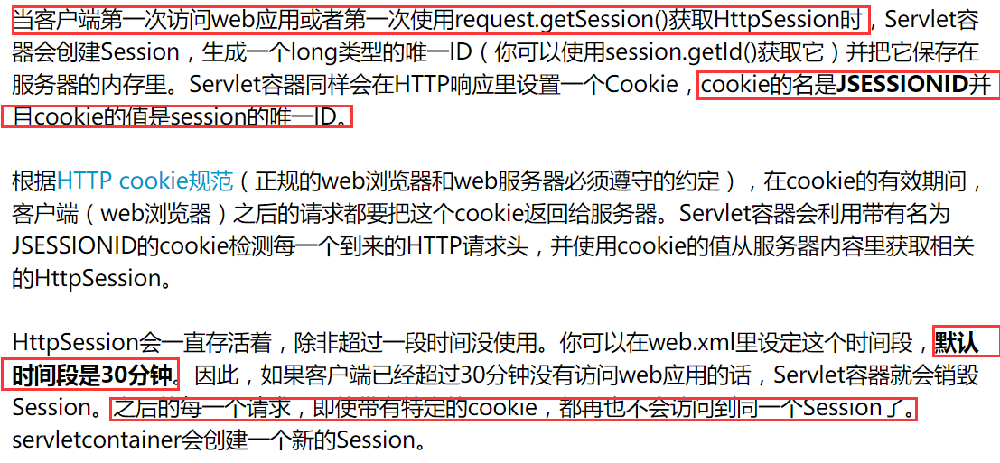 当客户端第一次访问web应用或者第一次使用request.getSession()获取HttpSession时，Servlet容
器会创建Session，生成一个long类型的唯一ID（你可以使用session.getId()获取它）并把它保存在
服务器的内存里。Servlet容器同样会在HTTP响应里设置一个Cookie，cookie的名是JSESSIONID并
且cookie的值是session的唯一ID。
根据HTTP cookie规范（正规的web浏览器和web服务器必须遵守的约定），在cookie的有效期间，
客户端（web浏览器）之后的请求都要把这个cookie返回给服务器。Servlet容器会利用带有名为
JSESSIONID的cookie检测每一个到来的HTTP请求头，并使用cookie的值从服务器内容里获取相关
的HttpSession。
HttpSession会一直存活着，除非超过一段时间没使用。你可以在web.xml里设定这个时间段，默认
时间段是30分钟。因此，如果客户端已经超过30分钟没有访问web应用的话，Servlet容器就会销毁
Session。之后的每一个请求，即使带有特定的cookie，都再也不会访问到同一个Session了。
servletcontainer会创建一个新的Session。